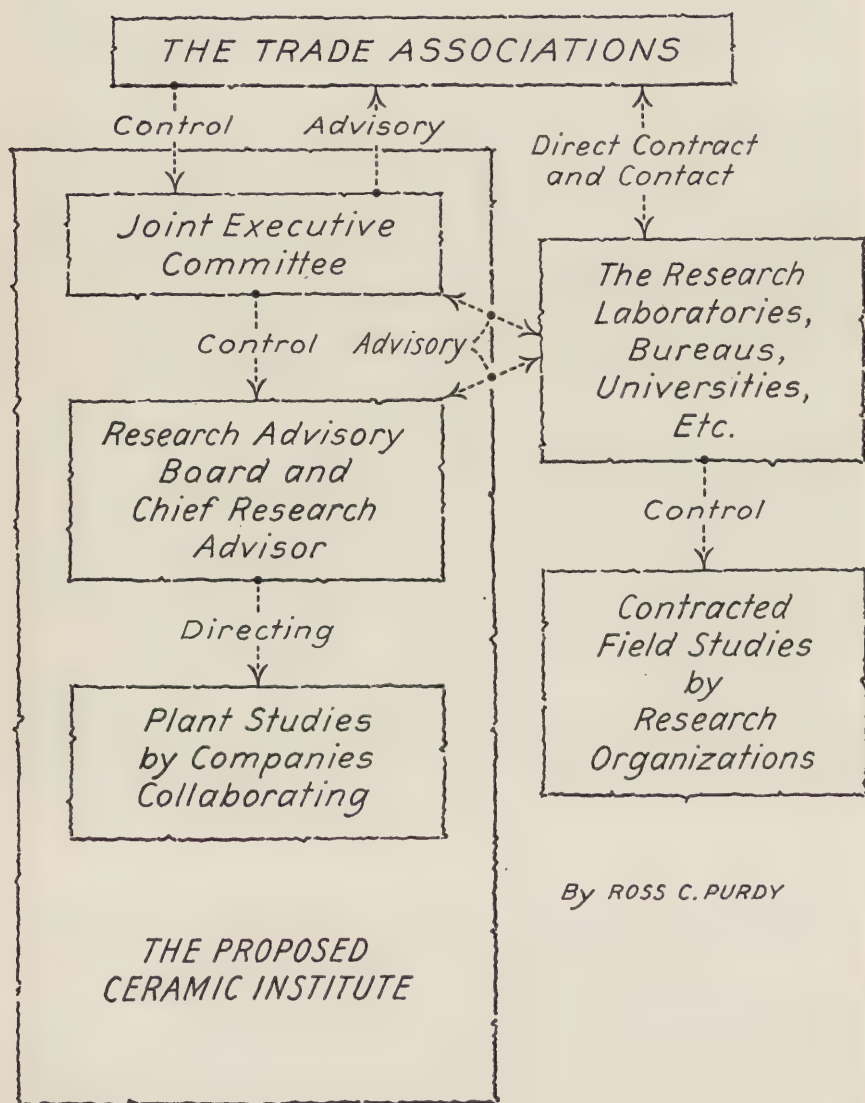 THE TRADE ASSOCIATIONS
Control
Advisory
Direct Contract
and Contact
Joint Executive
Committee
The Research
Laboratories,
Bureaus,
Universities,
Etc.
Control
Advisory
Research Advisory
Board and
Chief Research
Advisor
Control
Directing
Contracted
Field Studies
by
Research
Organizations
Plant Studies
by Companies
Collaborating
By ROSS C. PURDY
THE PROPOSED
CERAMIC INSTITUTE